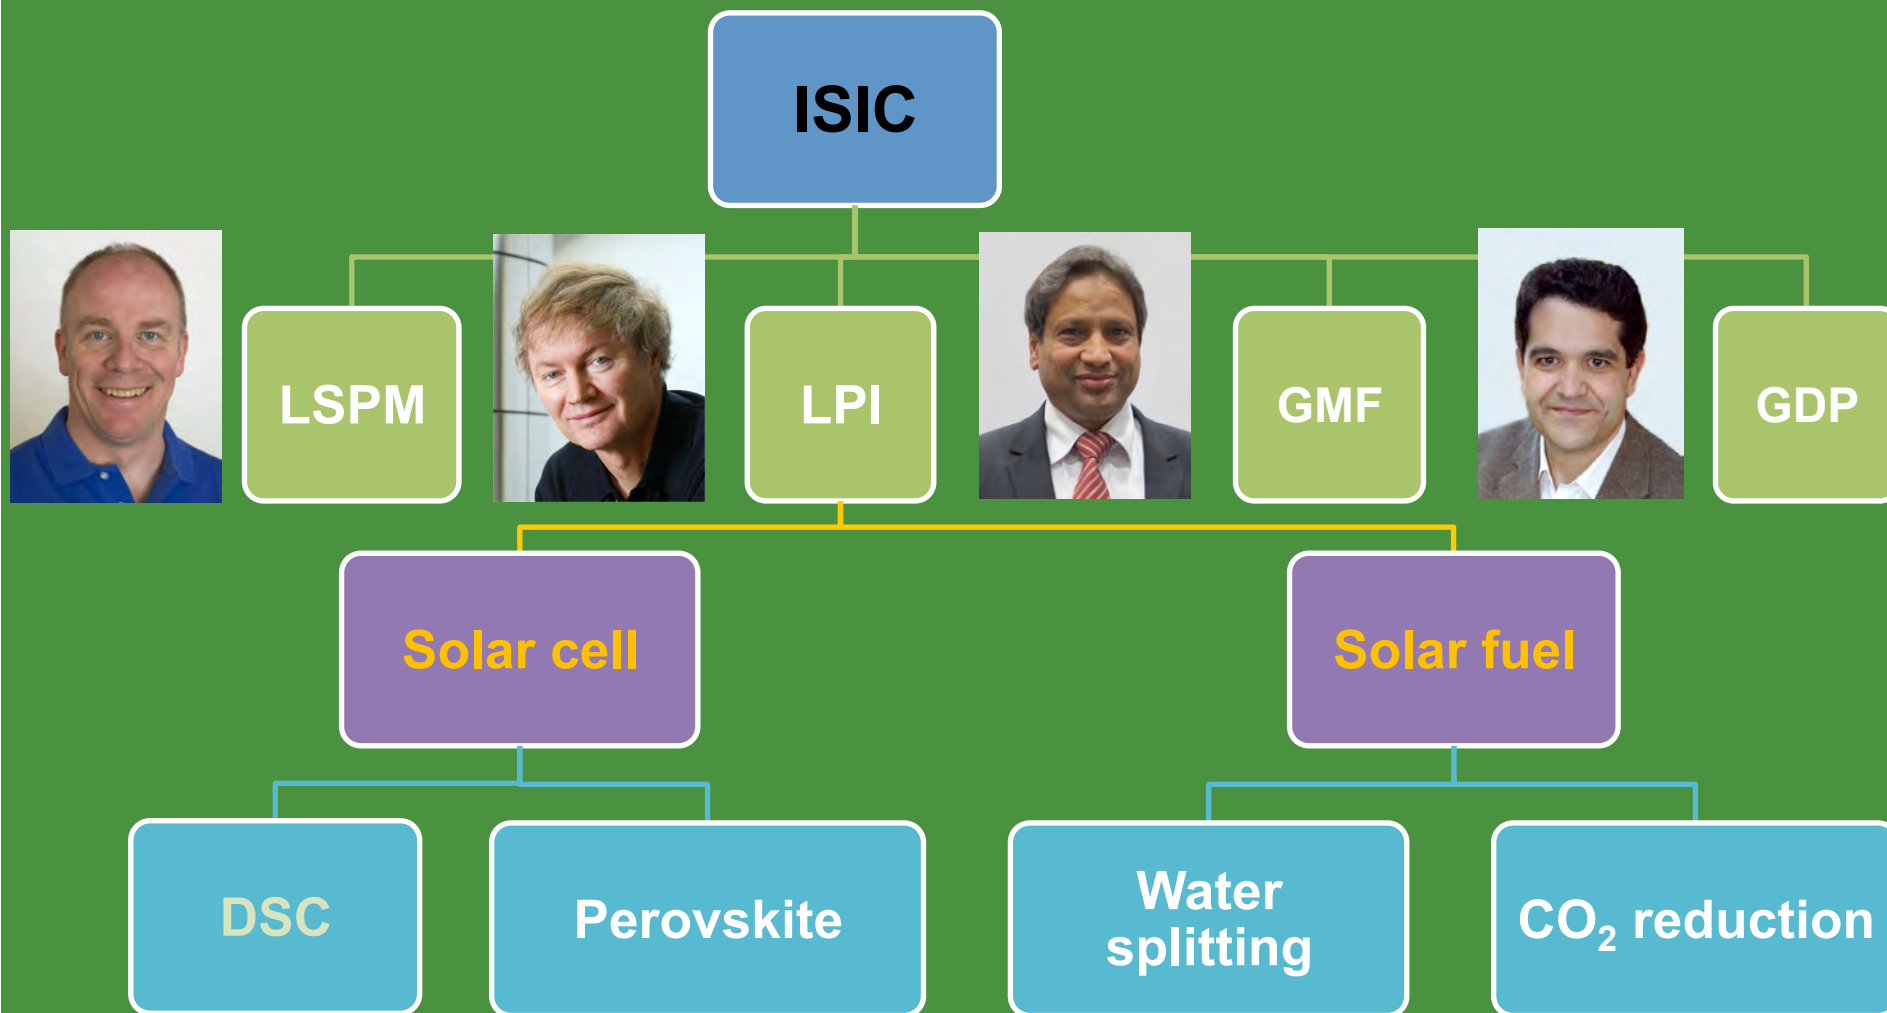 ISIC
LSPM
LPI
GMF
GDP
Solar cell
Solar fuel
DSC
Perovskite
Water
splitting
CO₂ reduction